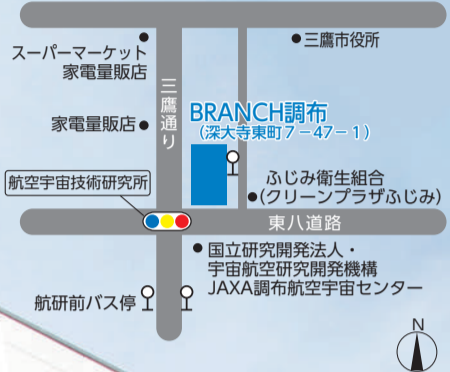 スーパーマーケット
家電量販店
三鷹市役所
三鷹通り
家電量販店
BRANCH調布
（深大寺東町７－47－１）
航空宇宙技術研究所
ふじみ衛生組合
（クリーンプラザふじみ）
東八道路
国立研究開発法人・
宇宙航空研究開発機構
JAXA調布航空宇宙センター
航研前バス停
N